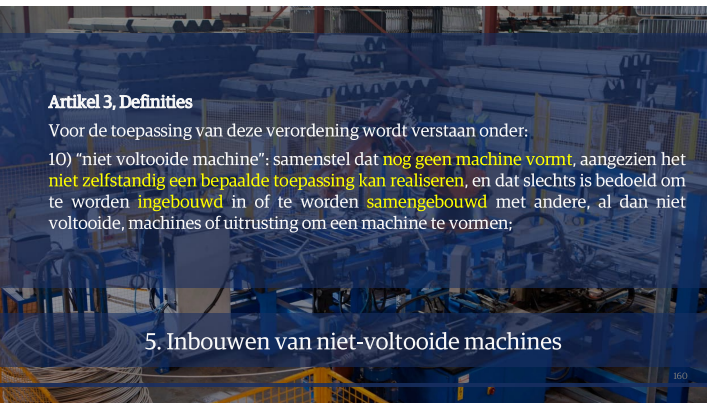 Artikel 3, Definities
Voor de toepassing van deze verordening wordt verstaan onder:
10) “niet voltooide machine”: samenstel dat nog geen machine vormt, aangezien het
niet zelfstandig een bepaalde toepassing kan realiseren, en dat slechts is bedoeld om
te worden ingebouwd in of te worden samengebouwd met andere, al dan niet
voltooide, machines of uitrusting om een machine te vormen;
5. Inbouwen van niet-voltooide machines
160